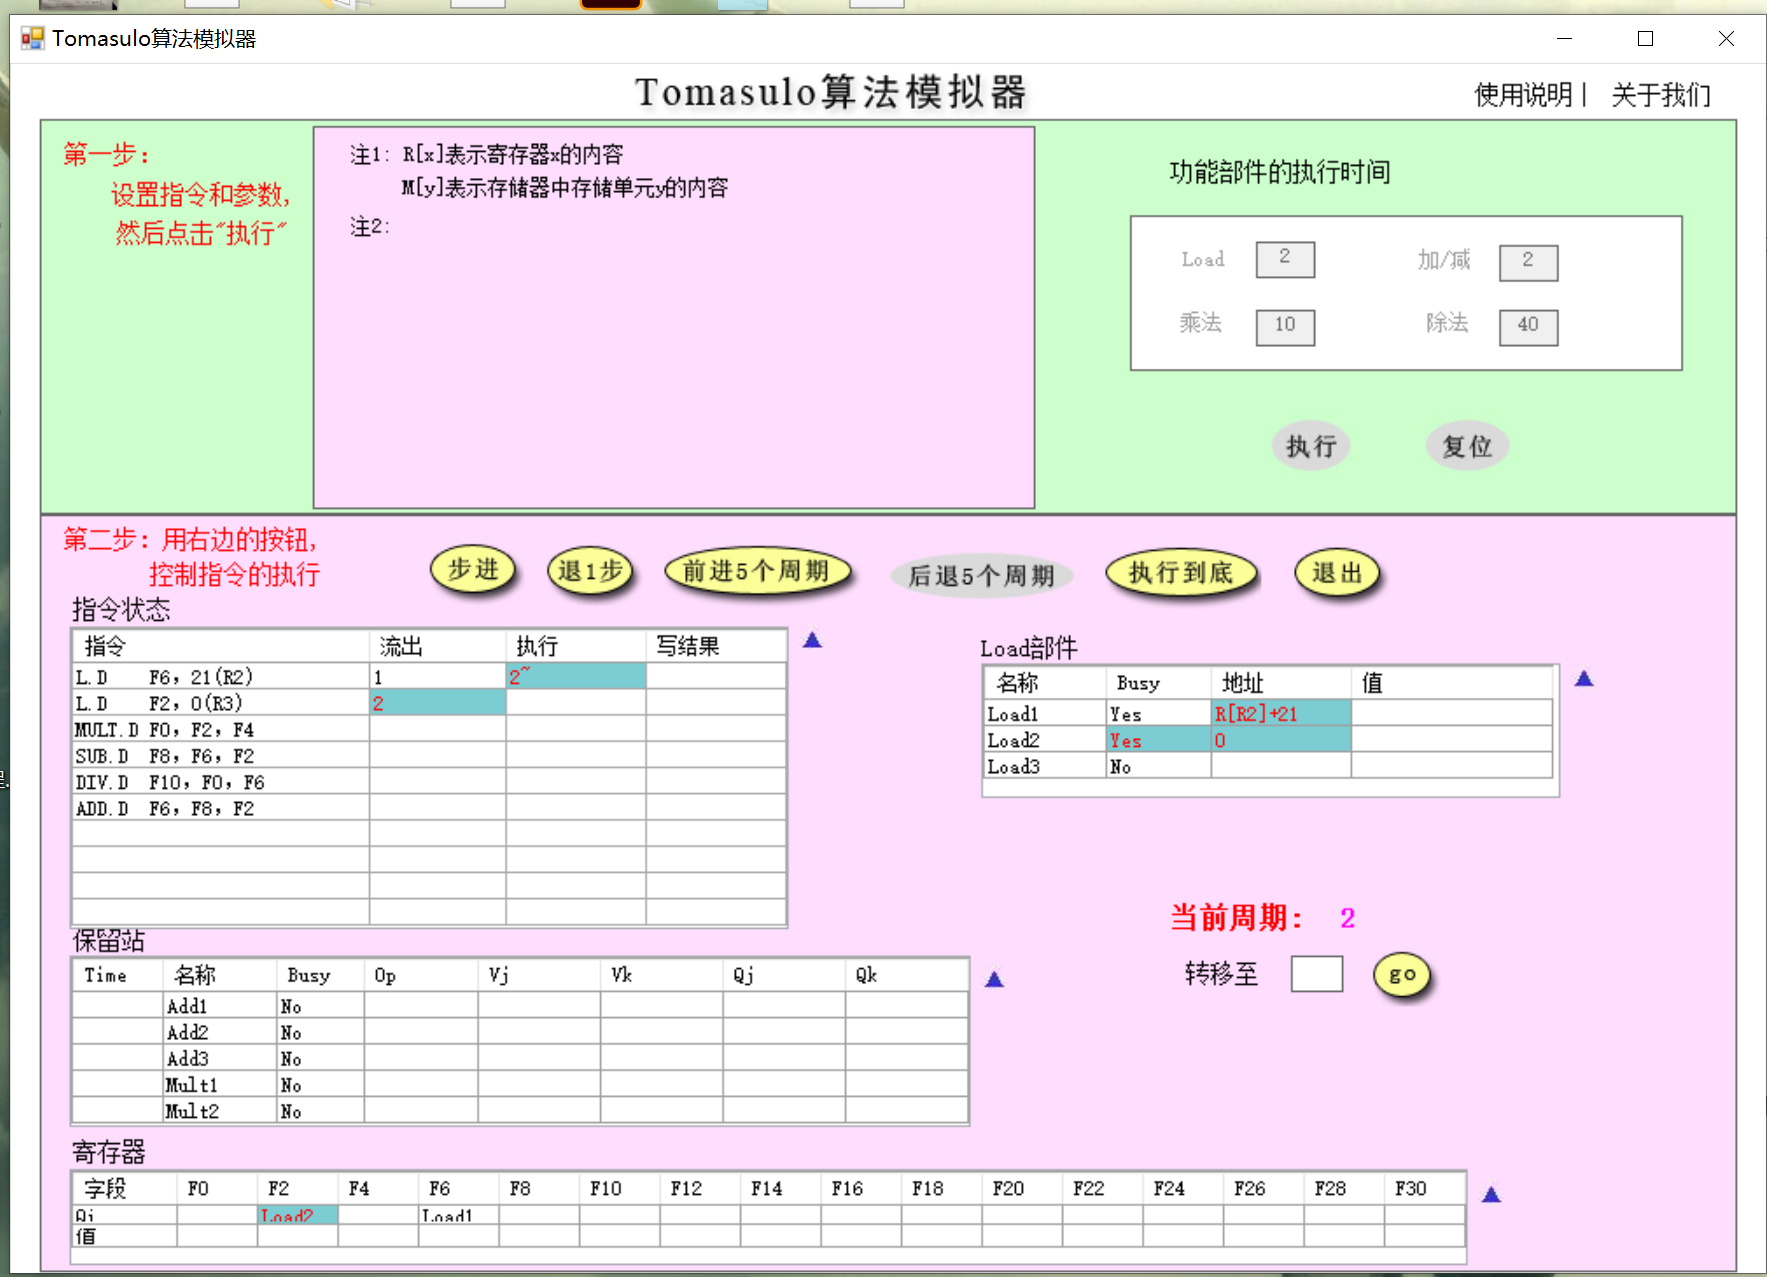 Tomasulo算法模拟器
Tomasulo算法模拟器
使用说明| 关于我们
第一步:
设置指令和参数,
然后点击"执行"
注1: R[x]表示寄存器x的内容
M[y]表示存储器中存储单元y的内容
注2:
功能部件的执行时间
Load 2 加/减 2
乘法 10 除法 40
执行 复位
第二步: 用右边的按钮,
控制指令的执行
步进 退1步 前进5个周期 后退5个周期 执行到底 退出
指令状态
指令 流出 执行 写结果
L.D F6, 21(R2) 1 2~
L.D F2, 0(R3) 2
MULT.D F0, F2, F4
SUB.D F8, F6, F2
DIV.D F10, F0, F6
ADD.D F6, F8, F2
Load部件
名称 Busy 地址 值
Load1 Yes R[R2]+21
Load2 Yes 0
Load3 No
当前周期: 2
转移至 go
保留站
Time 名称 Busy Op Vj Vk Qj Qk
Add1 No
Add2 No
Add3 No
Mult1 No
Mult2 No
寄存器
字段 F0 F2 F4 F6 F8 F10 F12 F14 F16 F18 F20 F22 F24 F26 F28 F30
Qi Load2 Load1
值